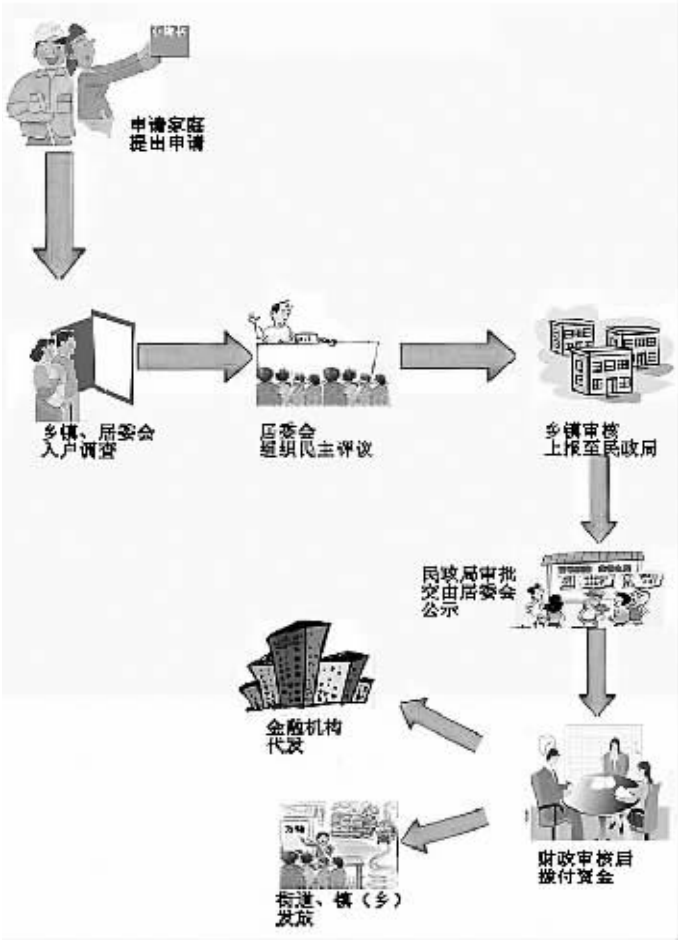 申请书
申请家庭
提出申请
乡镇、居委会
入户调查
居委会
组织民主评议
乡镇审核
上报至民政局
民政局审批
交由居委会
公示
金融机构
代发
财政审核后
拨付资金
街道、镇（乡）
发放